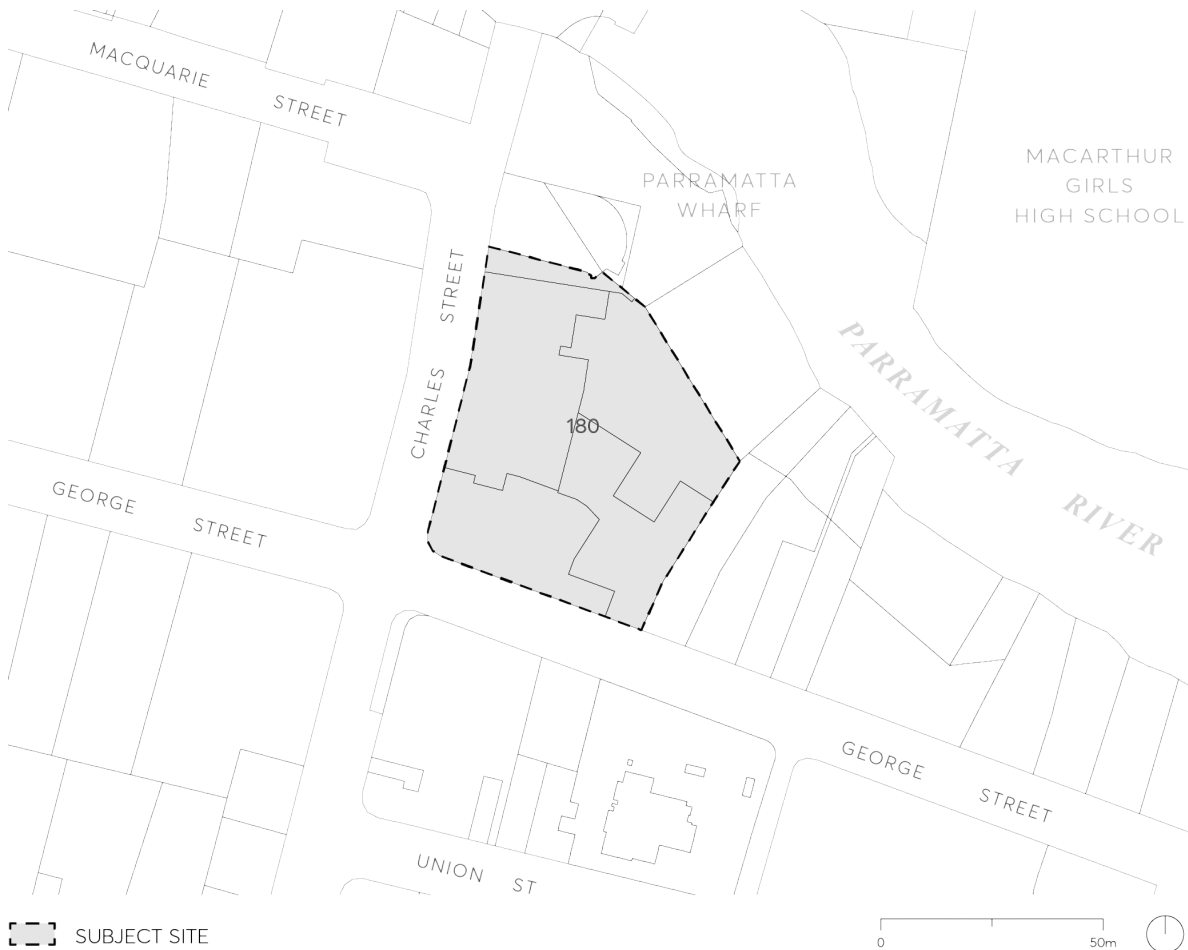 MACQUARIE STREET
MACARTHUR
GIRLS
HIGH SCHOOL
PARRAMATTA
WHARF
CHARLES STREET
PARRAMATTA RIVER
180
GEORGE STREET
GEORGE STREET
UNION ST
SUBJECT SITE
0 50m